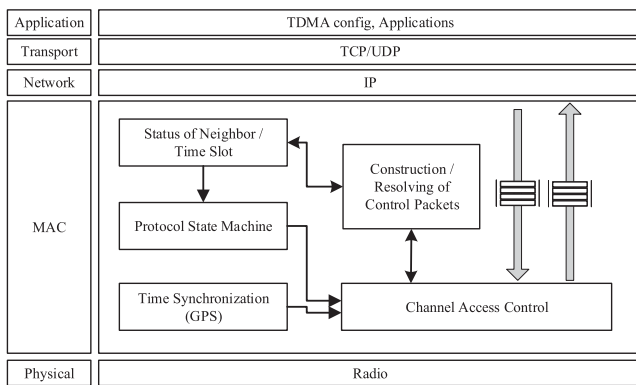 Application
TDMA config, Applications
Transport
TCP/UDP
Network
IP
MAC
Status of Neighbor /
Time Slot
Construction /
Resolving of
Control Packets
Protocol State Machine
Time Synchronization
(GPS)
Channel Access Control
Physical
Radio